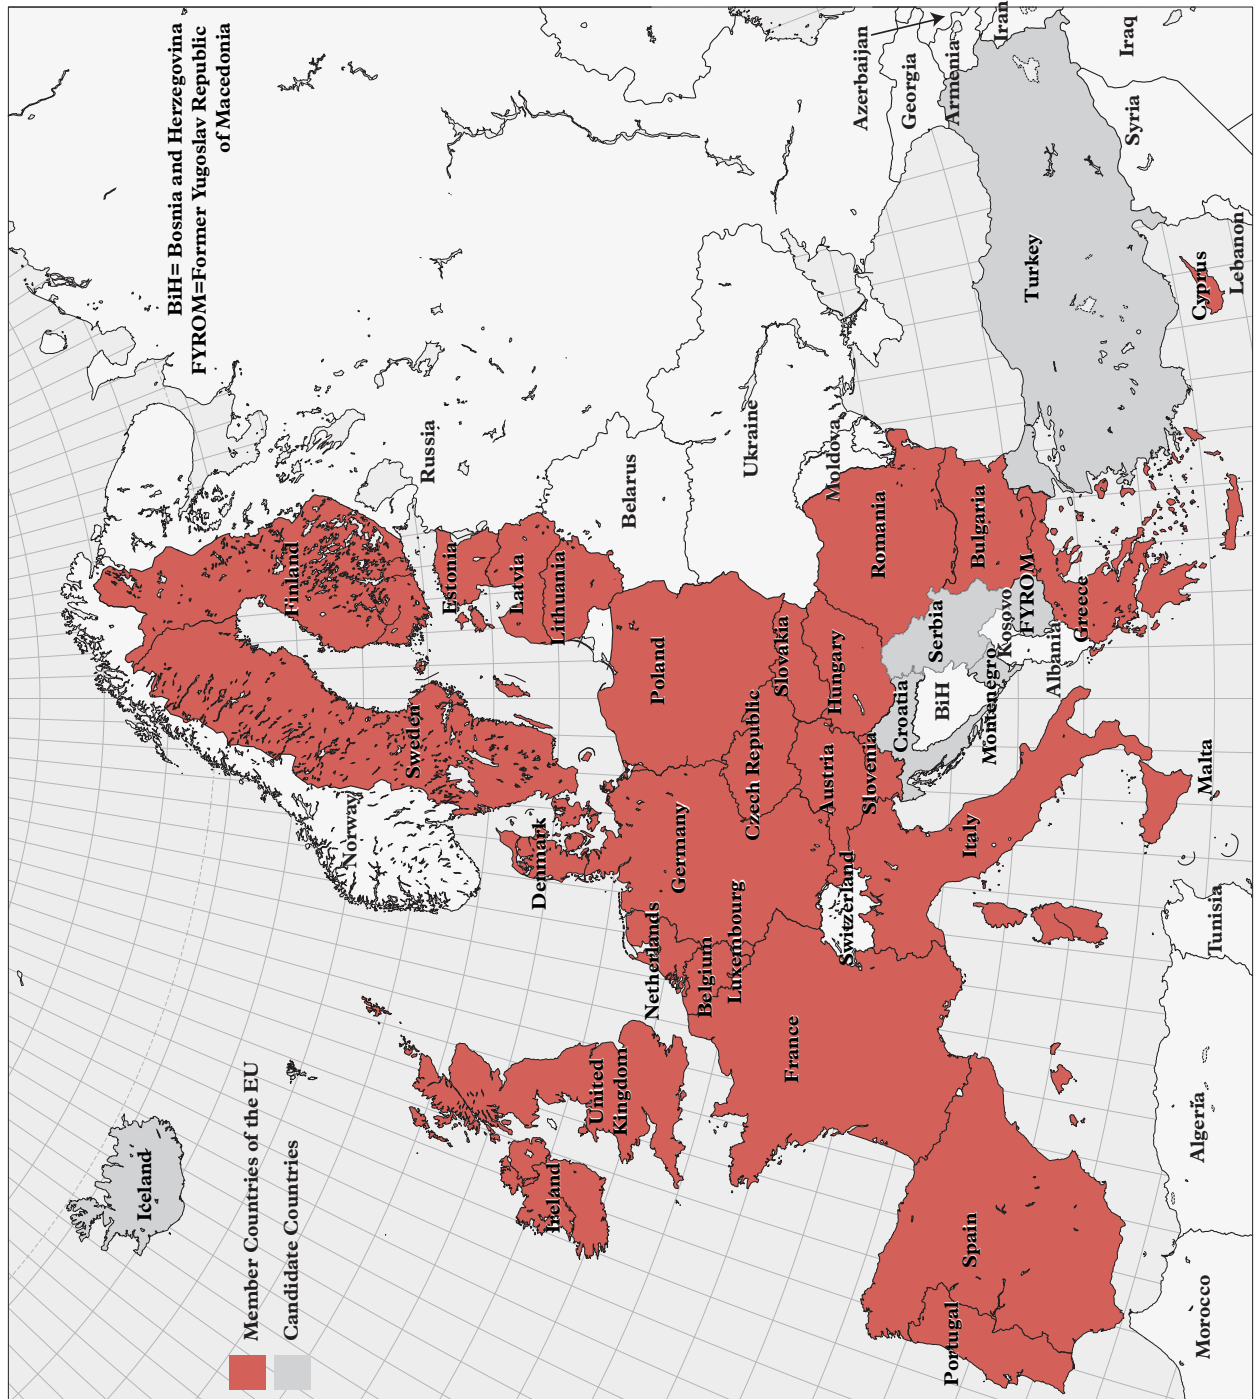 BiH= Bosnia and Herzegovina
FYROM=Former Yugoslav Republic
of Macedonia
Iceland
Member Countries of the EU
Candidate Countries
Norway
Sweden
Finland
Russia
Estonia
Latvia
Lithuania
Denmark
Ireland
United
Kingdom
Netherlands
Belgium
Luxembourg
Germany
Poland
Belarus
Ukraine
Czech Republic
Slovakia
France
Switzerland
Austria
Hungary
Slovenia
Moldova
Romania
Croatia
BiH
Serbia
Montenegro
Kosovo
FYROM
Albania
Bulgaria
Greece
Italy
Portugal
Spain
Azerbaijan
Georgia
Armenia
Iran
Turkey
Iraq
Syria
Cyprus
Lebanon
Malta
Tunisia
Algeria
Morocco